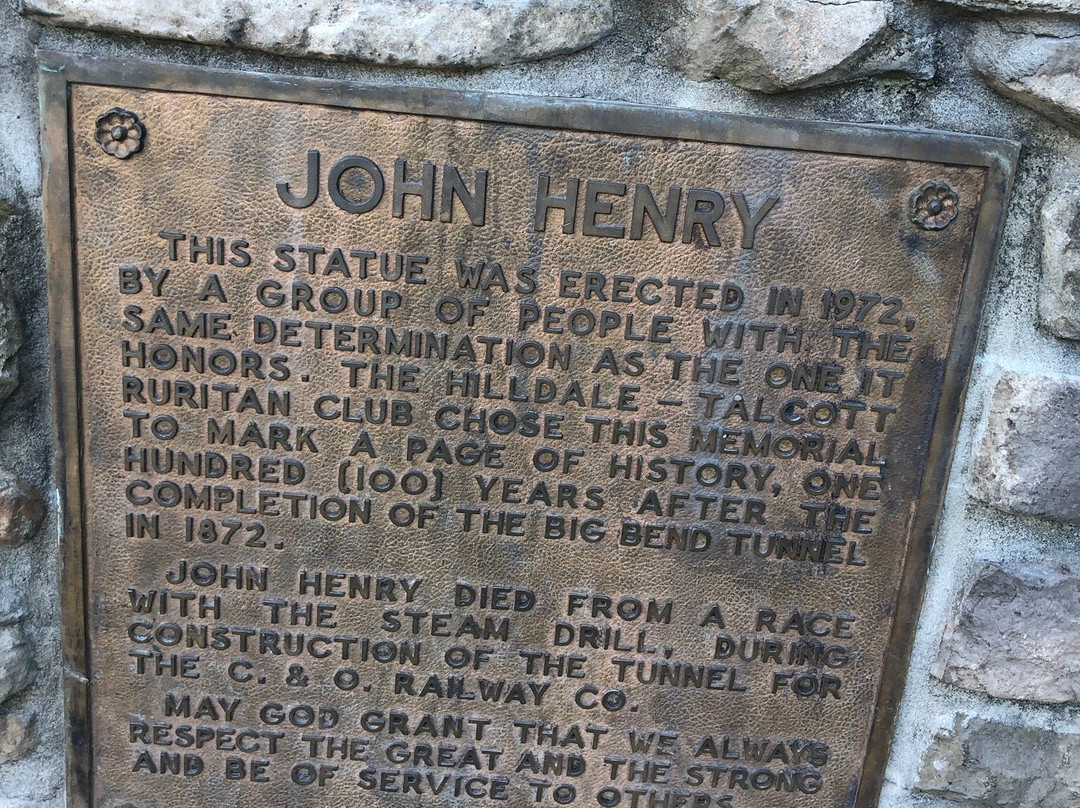 JOHN HENRY
THIS STATUE WAS ERECTED IN 1972,
BY A GROUP OF PEOPLE WITH THE
SAME DETERMINATION AS THE ONE IT
HONORS. THE HILLDALE – TALCOTT
RURITAN CLUB CHOSE THIS MEMORIAL
TO MARK A PAGE OF HISTORY, ONE
HUNDRED (100) YEARS AFTER THE
COMPLETION OF THE BIG BEND TUNNEL
IN 1872.
JOHN HENRY DIED FROM A RACE
WITH THE STEAM DRILL, DURING
CONSTRUCTION OF THE TUNNEL FOR
THE C. & O. RAILWAY CO.
MAY GOD GRANT THAT WE ALWAYS
RESPECT THE GREAT AND THE STRONG
AND BE OF SERVICE TO OTHERS